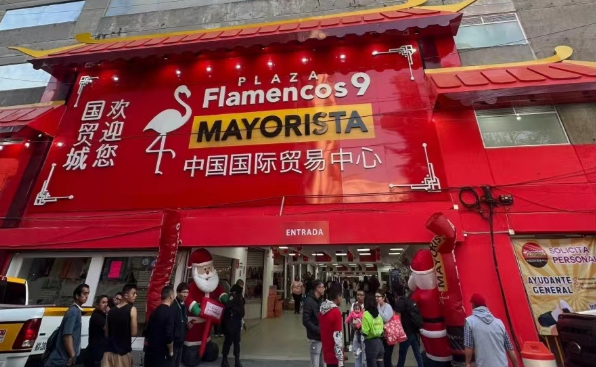 PLAZA
Flamencos 9
MAYORISTA
中国国际贸易中心
欢迎您
国贸城
ENTRADA
MAYORISTA
SOLICITA
PERSONAL
AYUDANTE
GENERAL